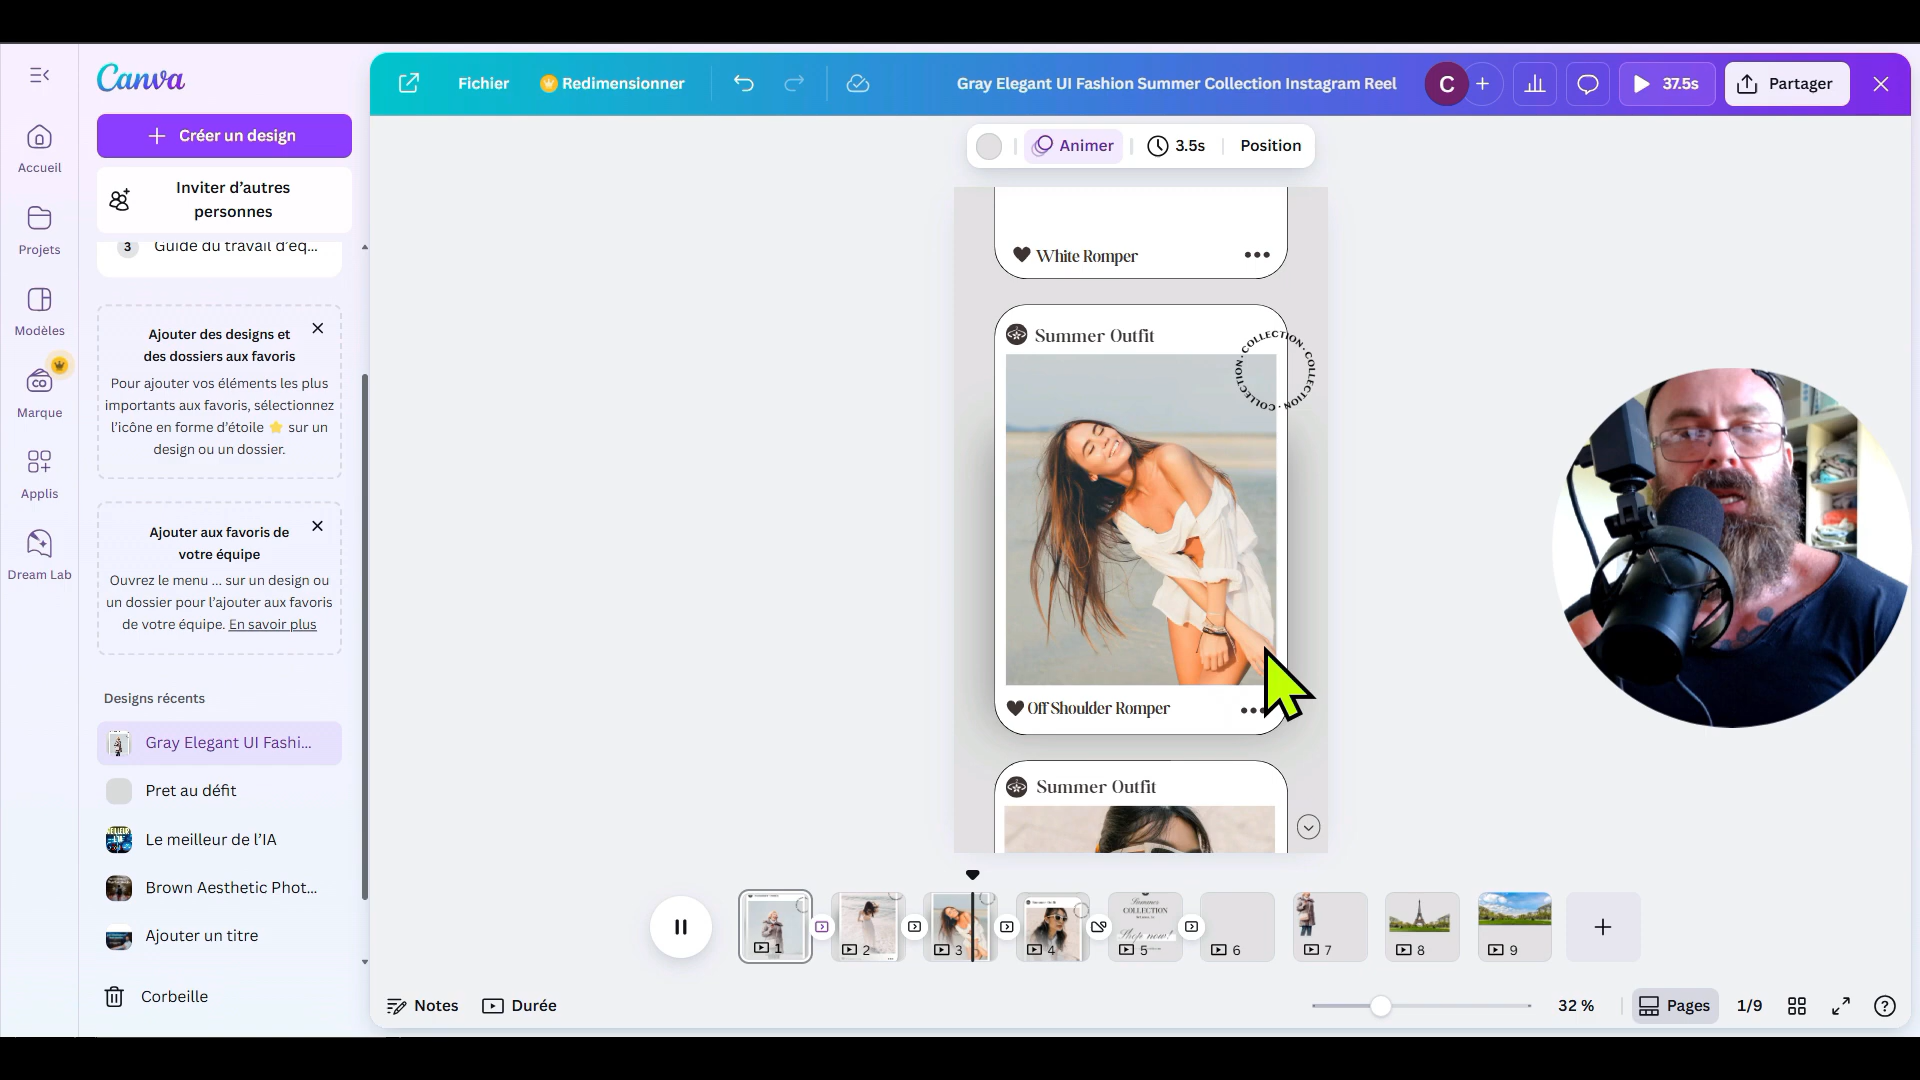 Canva
Créer un design
Inviter d’autres
personnes
3 Guide du travail d’éq...
Ajouter des designs et
des dossiers aux favoris
Pour ajouter vos éléments les plus
importants aux favoris, sélectionnez
l’icône en forme d’étoile ⭐ sur un
design ou un dossier.
Ajouter aux favoris de
votre équipe
Ouvrez le menu ... sur un design ou
un dossier pour l’ajouter aux favoris
de votre équipe. En savoir plus
Designs récents
Gray Elegant UI Fashi...
Pret au défit
Le meilleur de l’IA
Brown Aesthetic Phot...
Ajouter un titre
Corbeille
Accueil
Projets
Modèles
CO
Marque
Applis
Dream Lab
Fichier
Redimensionner
Gray Elegant UI Fashion Summer Collection Instagram Reel
C
37.5s
Partager
Animer
3.5s
Position
White Romper
Summer Outfit
COLLECTION · COLLECTION · COLLECTION ·
Off Shoulder Romper
Summer Outfit
1
2
3
4
Summer
COLLECTION
Shop now!
5
6
7
8
9
Notes
Durée
32 %
Pages
1/9